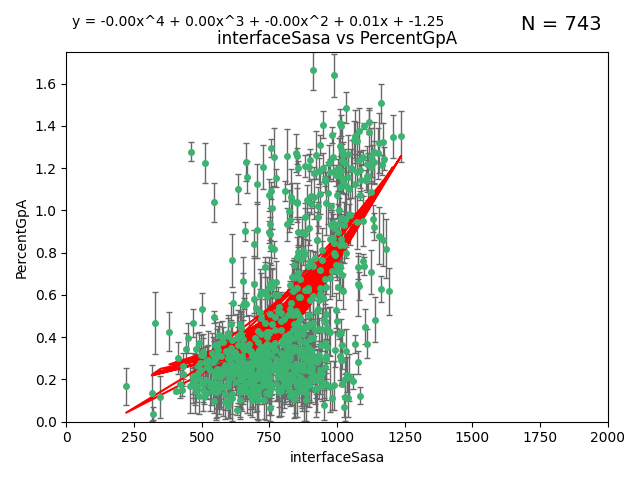 y = -0.00x^4 + 0.00x^3 + -0.00x^2 + 0.01x + -1.25
N = 743
interfaceSasa vs PercentGpA
PercentGpA
1.6
1.4
1.2
1.0
0.8
0.6
0.4
0.2
0.0
0 250 500 750 1000 1250 1500 1750 2000
interfaceSasa